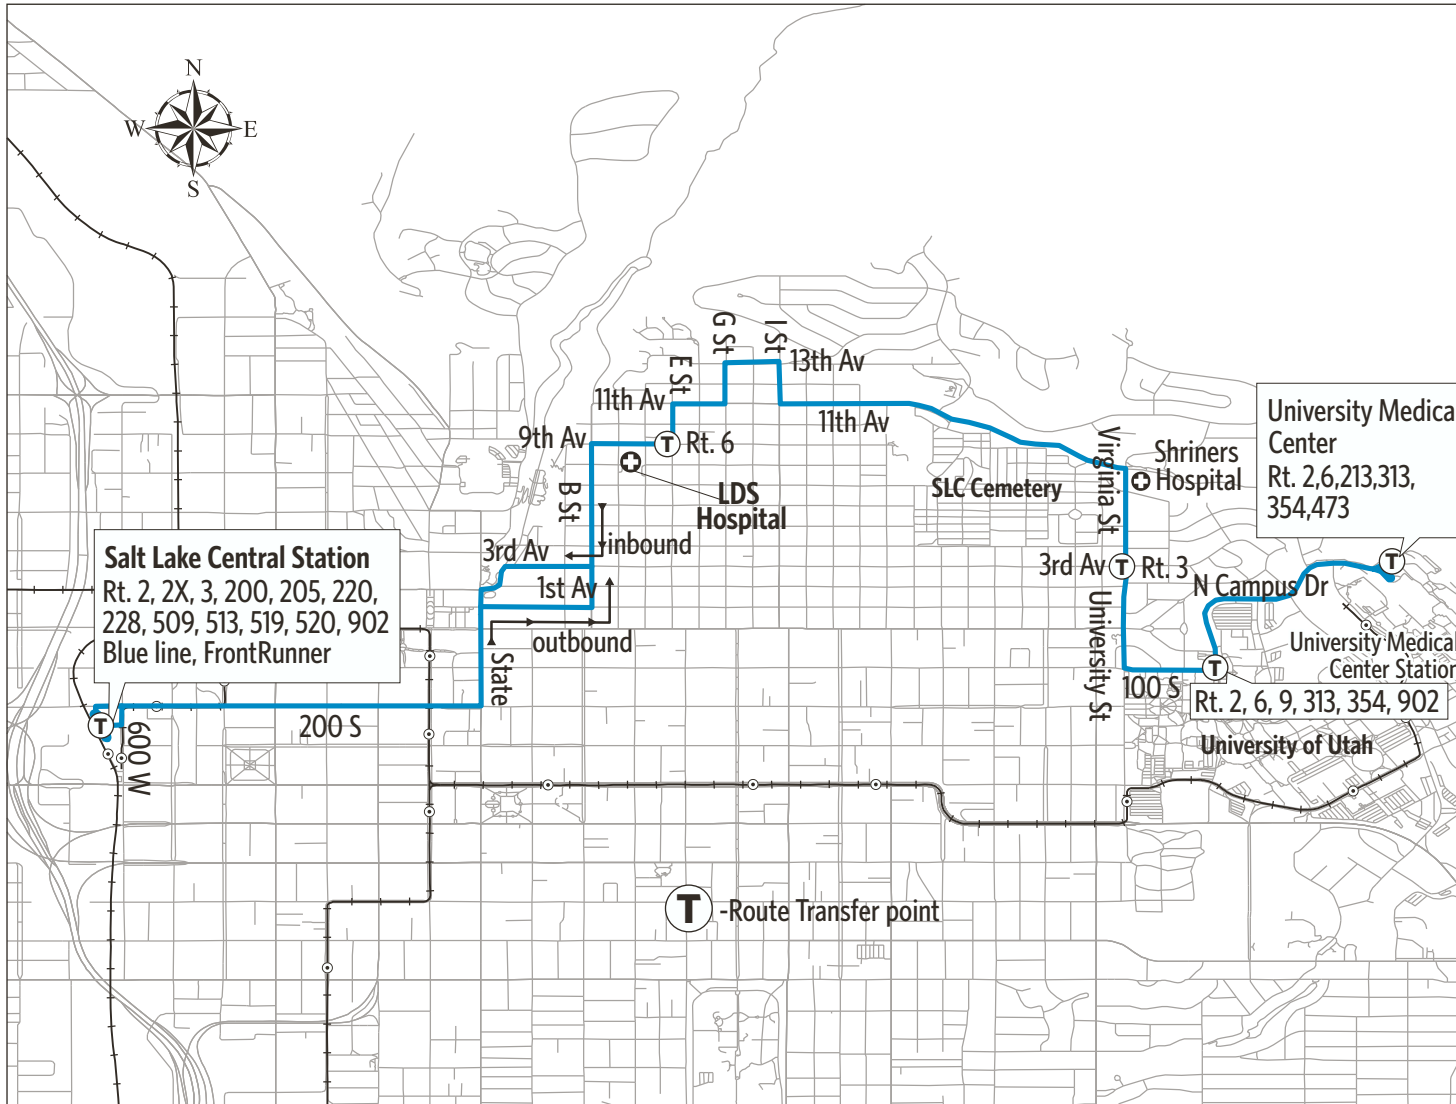 N
W
E
S
G St
I St
13th Av
E St
11th Av
11th Av
9th Av
Rt. 6
B St
LDS
Hospital
SLC Cemetery
Virginia St
Shriners
Hospital
University Medica
Center
Rt. 2,6,213,313,
354,473
inbound
3rd Av
1st Av
outbound
State
3rd Av
Rt. 3
N Campus Dr
University St
100 S
University Medica
Center Station
Rt. 2, 6, 9, 313, 354, 902
University of Utah
Salt Lake Central Station
Rt. 2, 2X, 3, 200, 205, 220,
228, 509, 513, 519, 520, 902
Blue line, FrontRunner
T
T
T
T
T
600 W
200 S
T -Route Transfer point